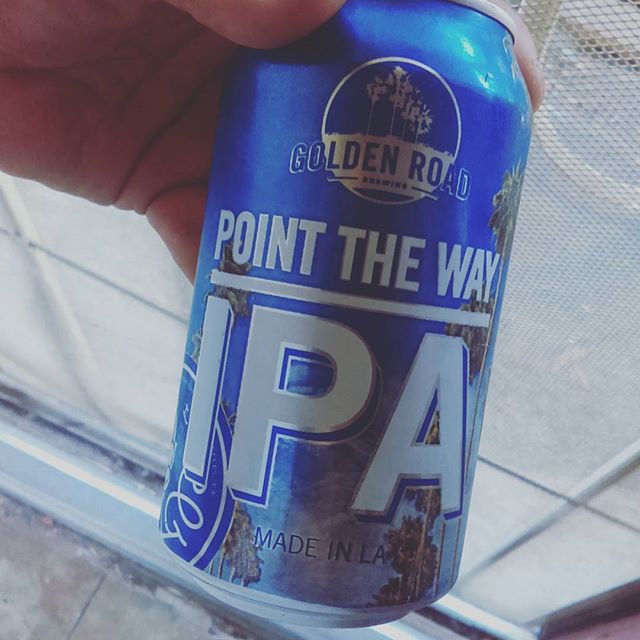 GOLDEN ROAD
BREWING
POINT THE WAY
IPA
MADE IN LA